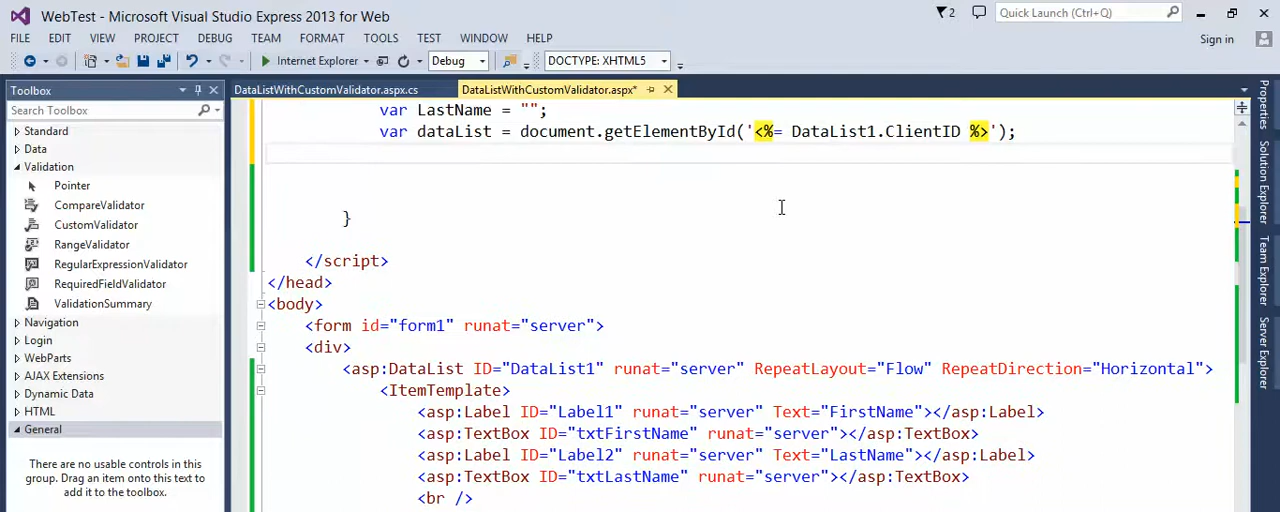 WebTest - Microsoft Visual Studio Express 2013 for Web
2
Quick Launch (Ctrl+Q)
FILE EDIT VIEW PROJECT DEBUG TEAM FORMAT TOOLS TEST WINDOW HELP
Sign in
Internet Explorer
Debug
DOCTYPE: XHTML5
Toolbox
Search Toolbox
Standard
Data
Validation
Pointer
CompareValidator
CustomValidator
RangeValidator
RegularExpressionValidator
RequiredFieldValidator
ValidationSummary
Navigation
Login
WebParts
AJAX Extensions
Dynamic Data
HTML
General
There are no usable controls in this
group. Drag an item onto this text to
add it to the toolbox.
DataListWithCustomValidator.aspx.cs
DataListWithCustomValidator.aspx*
var LastName = "";
var dataList = document.getElementById('<%= DataList1.ClientID %>');
}
</script>
</head>
<body>
<form id="form1" runat="server">
<div>
<asp:DataList ID="DataList1" runat="server" RepeatLayout="Flow" RepeatDirection="Horizontal">
<ItemTemplate>
<asp:Label ID="Label1" runat="server" Text="FirstName"></asp:Label>
<asp:TextBox ID="txtFirstName" runat="server"></asp:TextBox>
<asp:Label ID="Label2" runat="server" Text="LastName"></asp:Label>
<asp:TextBox ID="txtLastName" runat="server"></asp:TextBox>
<br />
Properties
Solution Explorer
Team Explorer
Server Explorer